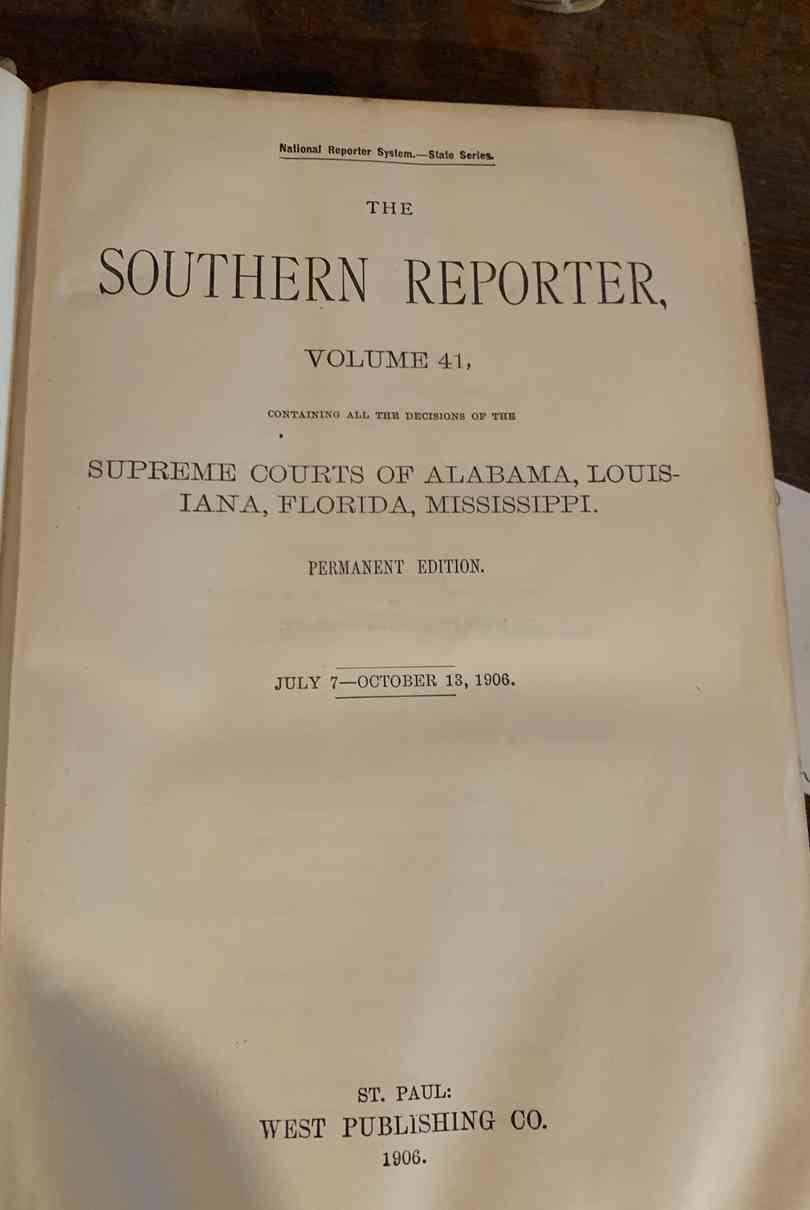 National Reporter System.—State Series.
THE
SOUTHERN REPORTER,
VOLUME 41,
CONTAINING ALL THE DECISIONS OF THE
SUPREME COURTS OF ALABAMA, LOUIS-
IANA, FLORIDA, MISSISSIPPI.
PERMANENT EDITION.
JULY 7—OCTOBER 13, 1906.
ST. PAUL:
WEST PUBLISHING CO.
1906.